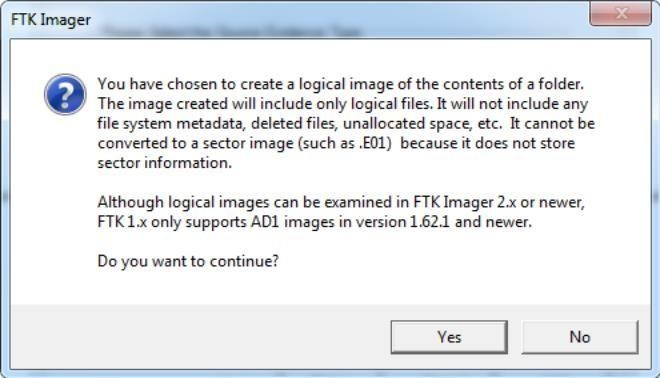 FTK Imager
You have chosen to create a logical image of the contents of a folder.
The image created will include only logical files. It will not include any
file system metadata, deleted files, unallocated space, etc.  It cannot be
converted to a sector image (such as .E01)  because it does not store
sector information.
Although logical images can be examined in FTK Imager 2.x or newer,
FTK 1.x only supports AD1 images in version 1.62.1 and newer.
Do you want to continue?
Yes No